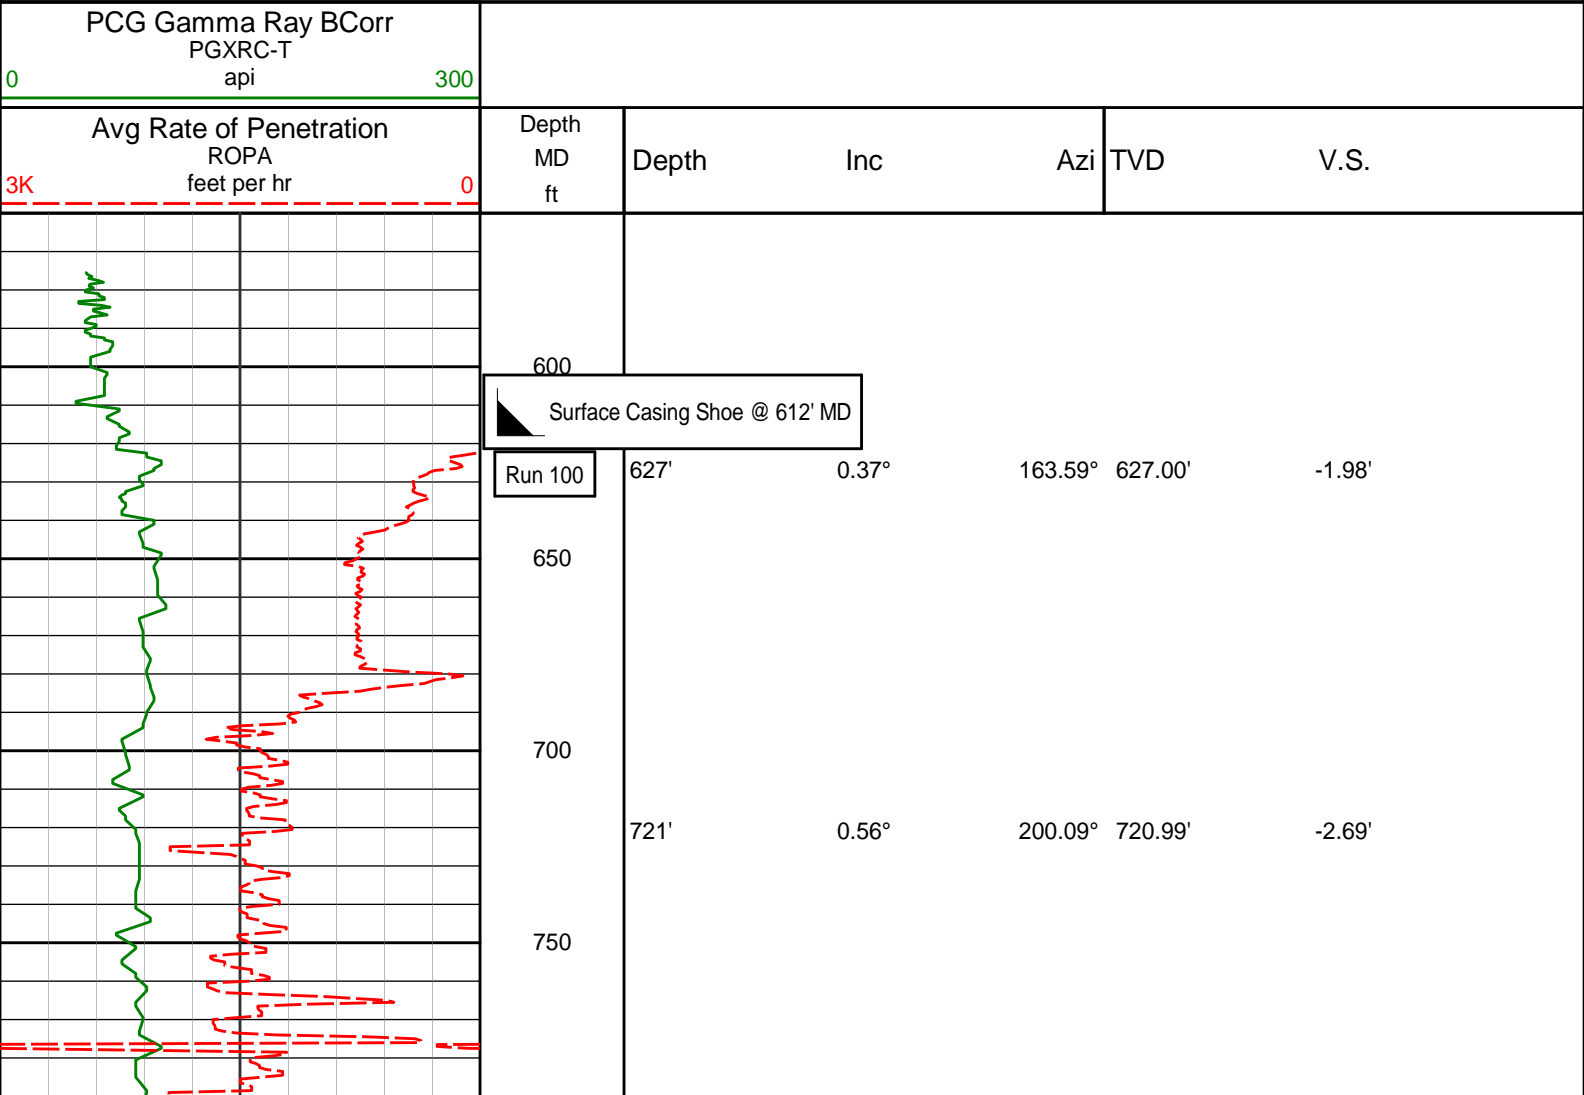 PCG Gamma Ray BCorr
PGXRC-T
api
0 300
Avg Rate of Penetration
ROPA
feet per hr
3K 0
Depth
MD
ft
Depth Inc Azi TVD V.S.
600
Surface Casing Shoe @ 612' MD
Run 100
627' 0.37° 163.59° 627.00' -1.98'
650
700
721' 0.56° 200.09° 720.99' -2.69'
750